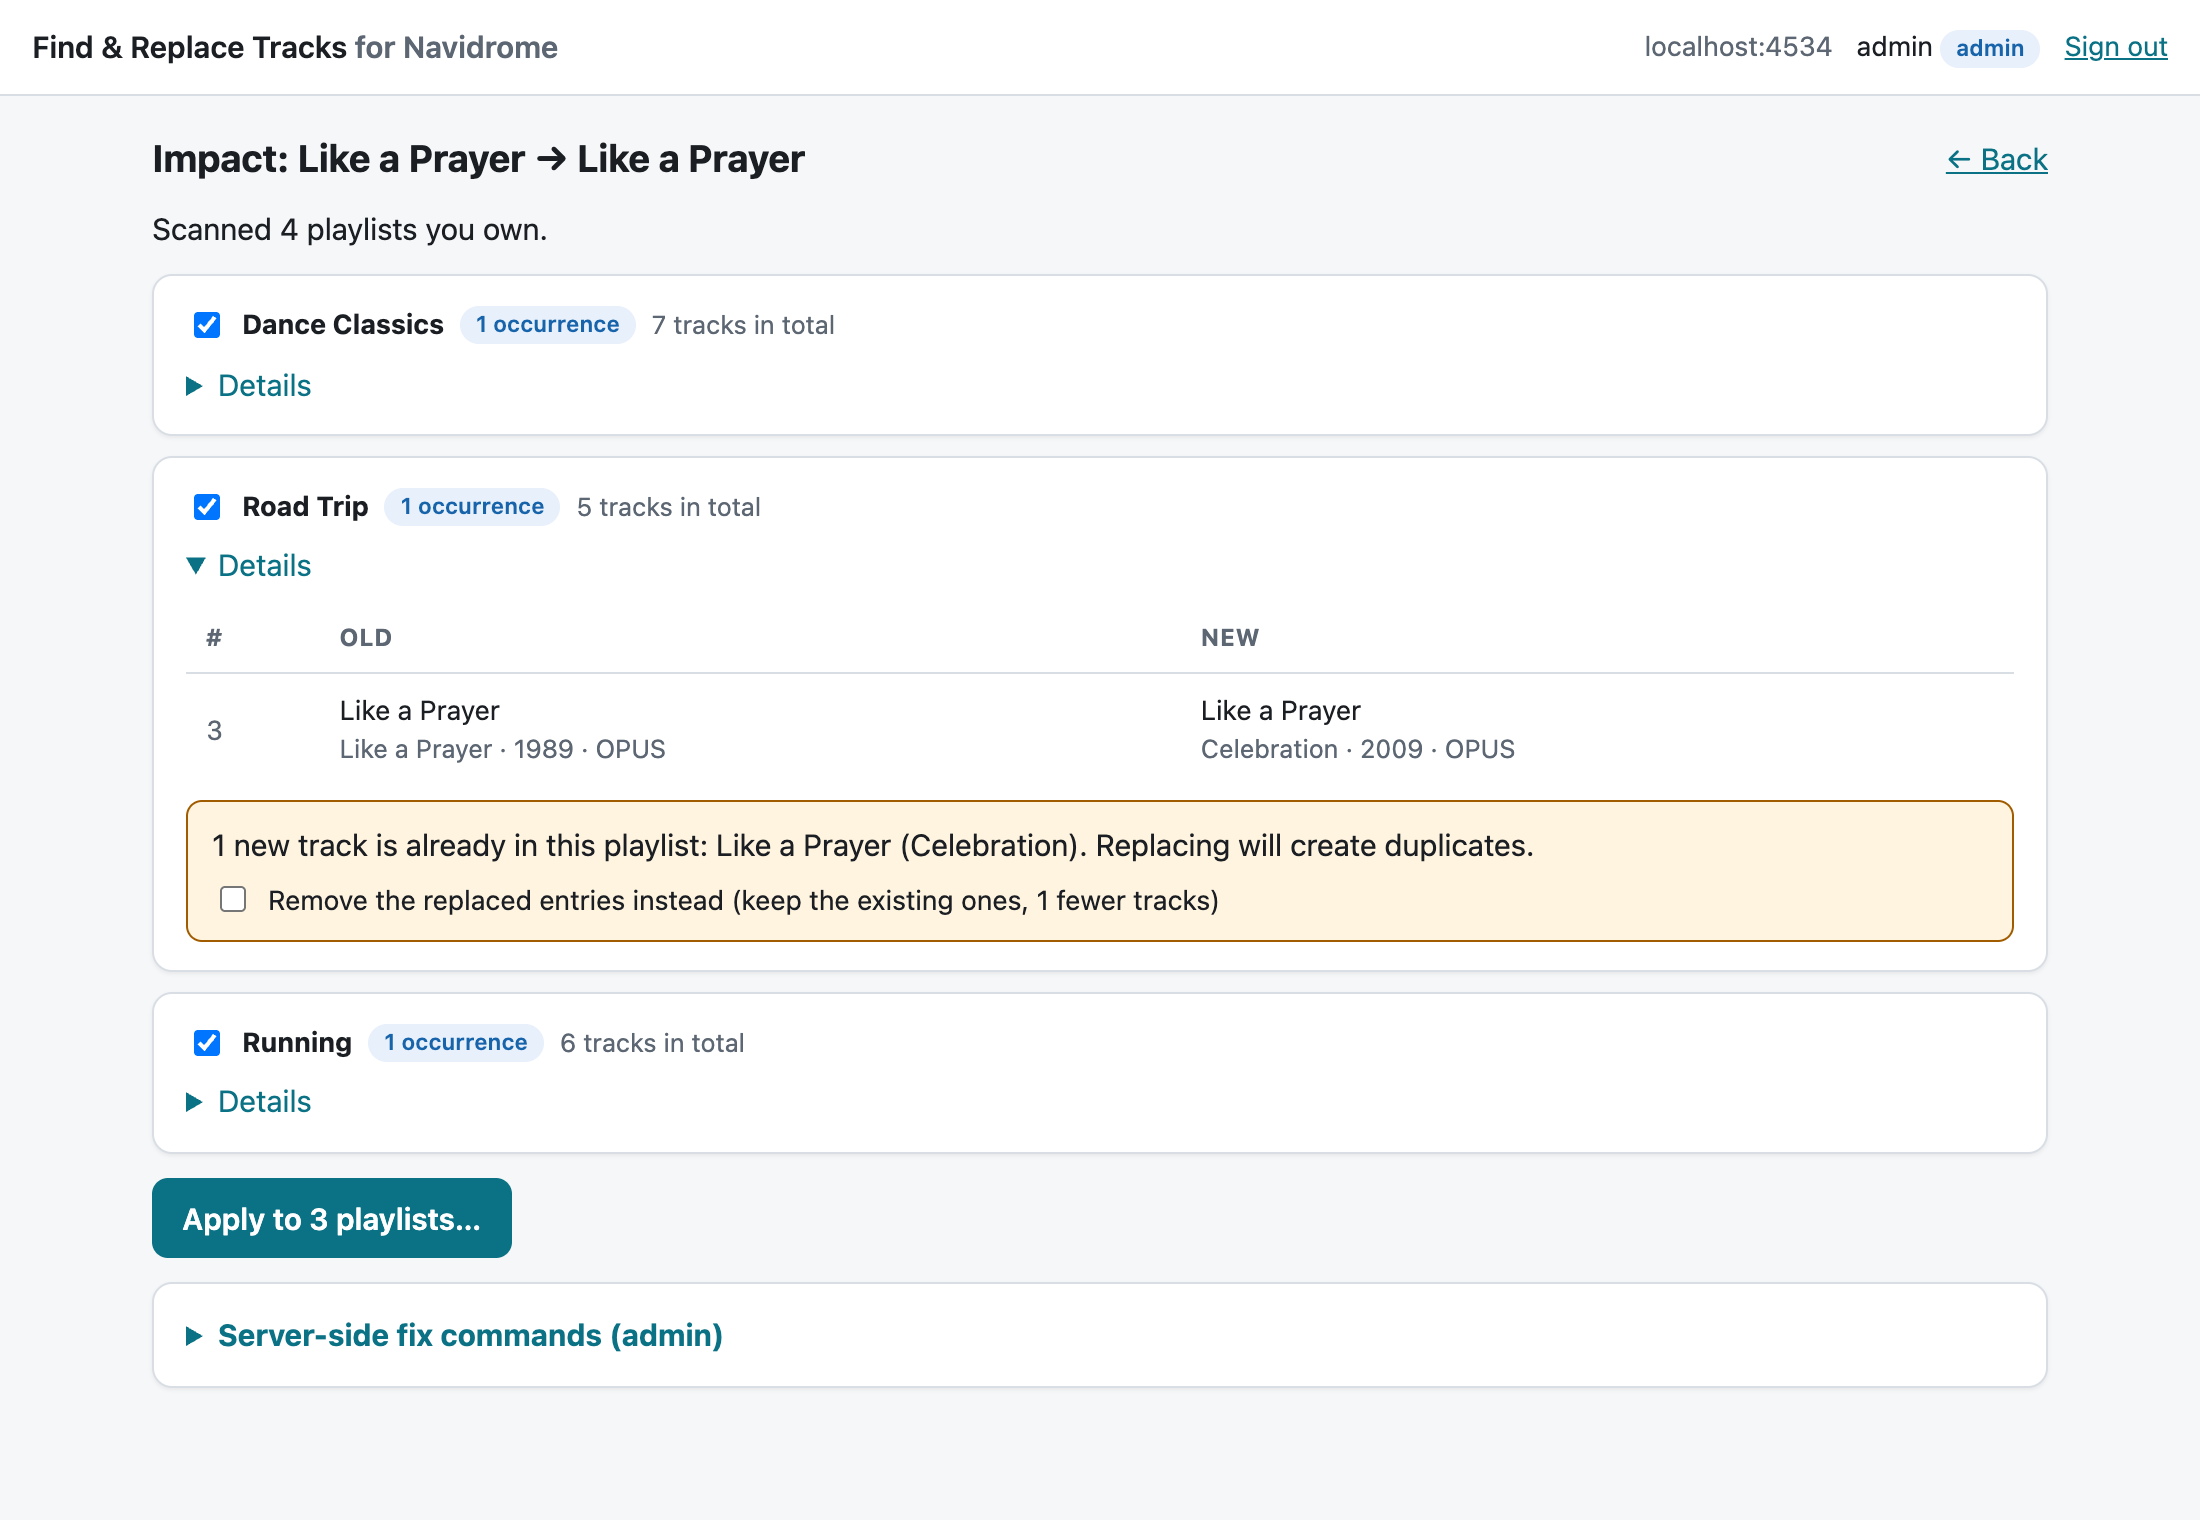 Find & Replace Tracks for Navidrome
localhost:4534 admin admin Sign out
Impact: Like a Prayer → Like a Prayer
← Back
Scanned 4 playlists you own.
Dance Classics 1 occurrence 7 tracks in total
▶ Details
Road Trip 1 occurrence 5 tracks in total
▼ Details
# OLD NEW
3 Like a Prayer Like a Prayer
Like a Prayer · 1989 · OPUS Celebration · 2009 · OPUS
1 new track is already in this playlist: Like a Prayer (Celebration). Replacing will create duplicates.
Remove the replaced entries instead (keep the existing ones, 1 fewer tracks)
Running 1 occurrence 6 tracks in total
▶ Details
Apply to 3 playlists...
▶ Server-side fix commands (admin)